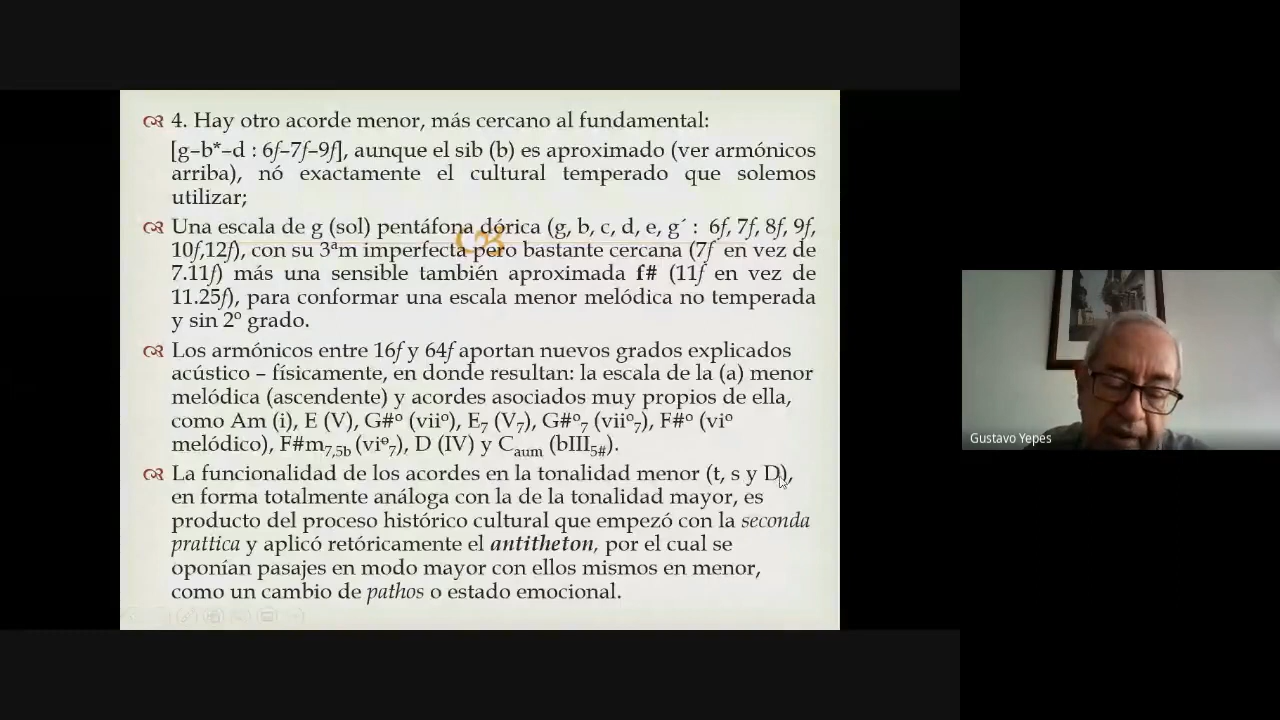 4. Hay otro acorde menor, más cercano al fundamental:
[g–b*–d : 6f–7f–9f], aunque el sib (b) es aproximado (ver armónicos
arriba), nó exactamente el cultural temperado que solemos
utilizar;
Una escala de g (sol) pentáfona dórica (g, b, c, d, e, g´ : 6f, 7f, 8f, 9f,
10f,12f), con su 3ªm imperfecta pero bastante cercana (7f en vez de
7.11f) más una sensible también aproximada f# (11f en vez de
11.25f), para conformar una escala menor melódica no temperada
y sin 2º grado.
Los armónicos entre 16f y 64f aportan nuevos grados explicados
acústico – físicamente, en donde resultan: la escala de la (a) menor
melódica (ascendente) y acordes asociados muy propios de ella,
como Am (i), E (V), G#º (viiº), E7 (V7), G#º7 (viiº7), F#º (viº
melódico), F#m7,5b (viᶱ7), D (IV) y Caum (bIII5#).
La funcionalidad de los acordes en la tonalidad menor (t, s y D),
en forma totalmente análoga con la de la tonalidad mayor, es
producto del proceso histórico cultural que empezó con la seconda
prattica y aplicó retóricamente el antitheton, por el cual se
oponían pasajes en modo mayor con ellos mismos en menor,
como un cambio de pathos o estado emocional.
Gustavo Yepes